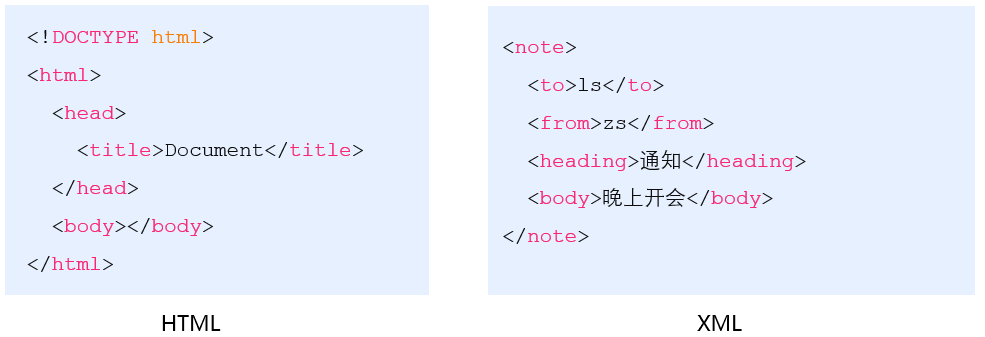 <!DOCTYPE html>
<html>
<head>
<title>Document</title>
</head>
<body></body>
</html>
HTML
<note>
<to>ls</to>
<from>zs</from>
<heading>通知</heading>
<body>晚上开会</body>
</note>
XML